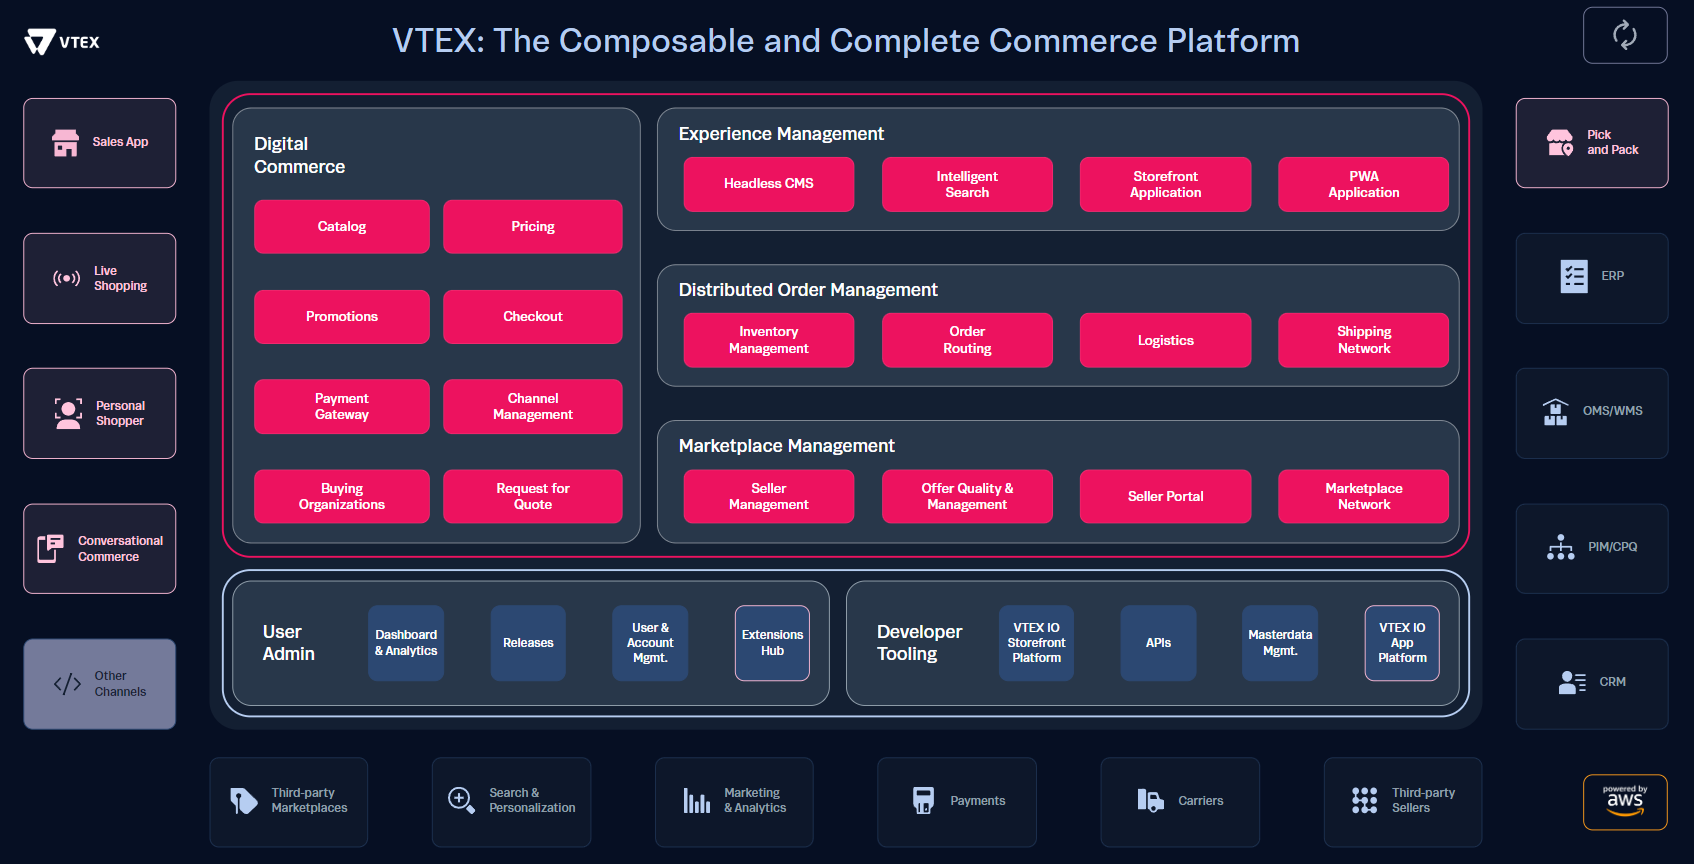 VTEX
VTEX: The Composable and Complete Commerce Platform
Sales App
Live
Shopping
Personal
Shopper
Conversational
Commerce
Other
Channels
Digital
Commerce
Catalog
Pricing
Promotions
Checkout
Payment
Gateway
Channel
Management
Buying
Organizations
Request for
Quote
Experience Management
Headless CMS
Intelligent
Search
Storefront
Application
PWA
Application
Distributed Order Management
Inventory
Management
Order
Routing
Logistics
Shipping
Network
Marketplace Management
Seller
Management
Offer Quality &
Management
Seller Portal
Marketplace
Network
User
Admin
Dashboard
& Analytics
Releases
User &
Account
Mgmt.
Extensions
Hub
Developer
Tooling
VTEX IO
Storefront
Platform
APIs
Masterdata
Mgmt.
VTEX IO
App
Platform
Pick
and Pack
ERP
OMS/WMS
PIM/CPQ
CRM
Third-party
Marketplaces
Search &
Personalization
Marketing
& Analytics
Payments
Carriers
Third-party
Sellers
powered by
aws